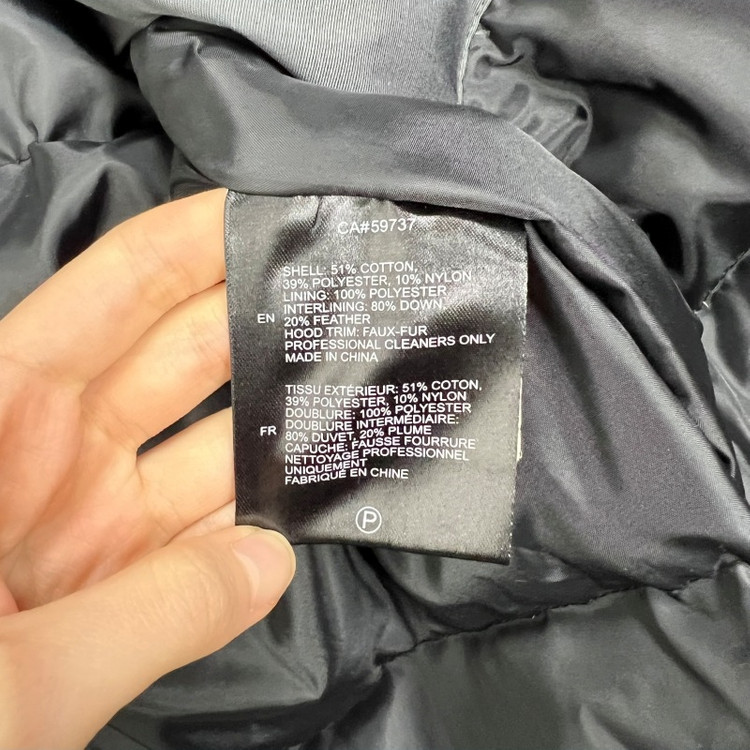 CA#59737
SHELL: 51% COTTON,
39% POLYESTER, 10% NYLON
LINING: 100% POLYESTER
INTERLINING: 80% DOWN,
EN
20% FEATHER
HOOD TRIM: FAUX-FUR
PROFESSIONAL CLEANERS ONLY
MADE IN CHINA
TISSU EXTÉRIEUR: 51% COTON,
39% POLYESTER, 10% NYLON
DOUBLURE: 100% POLYESTER
DOUBLURE INTERMÉDIAIRE:
FR
80% DUVET, 20% PLUME
CAPUCHE: FAUSSE FOURRURE
NETTOYAGE PROFESSIONNEL
UNIQUEMENT
FABRIQUÉ EN CHINE
P